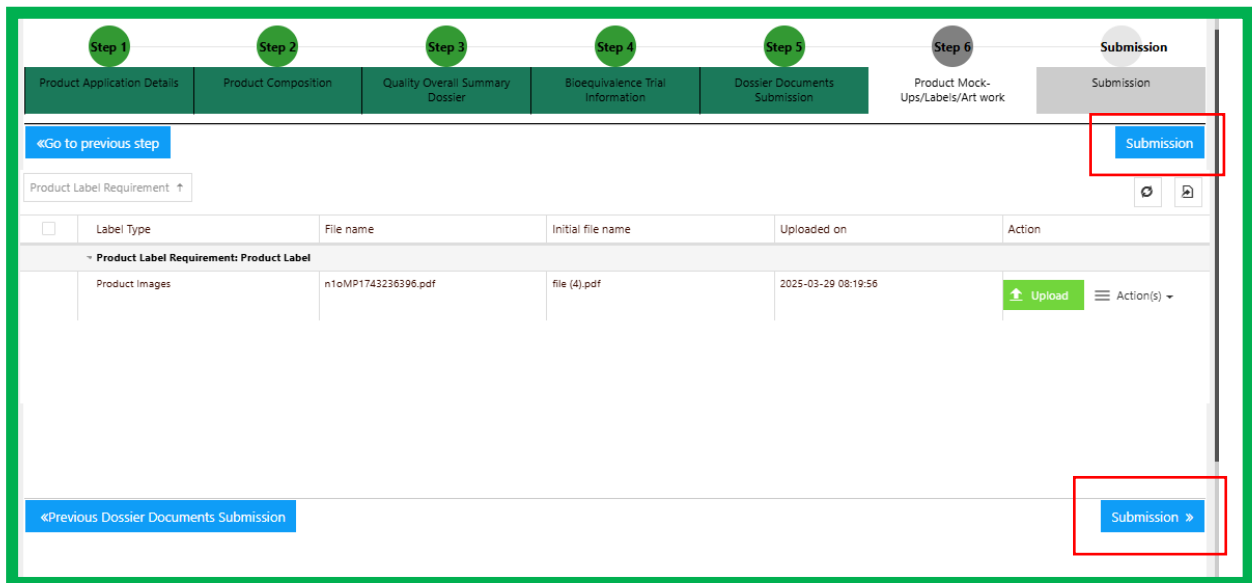 Step 1 Step 2 Step 3 Step 4 Step 5 Step 6 Submission
Product Application Details Product Composition Quality Overall Summary Dossier Bioequivalence Trial Information Dossier Documents Submission Product Mock-Ups/Labels/Art work Submission
«Go to previous step Submission
Product Label Requirement ↑
Label Type File name Initial file name Uploaded on Action
Product Label Requirement: Product Label
Product Images n1oMP1743236396.pdf file (4).pdf 2025-03-29 08:19:56 Upload Action(s)
«Previous Dossier Documents Submission Submission »